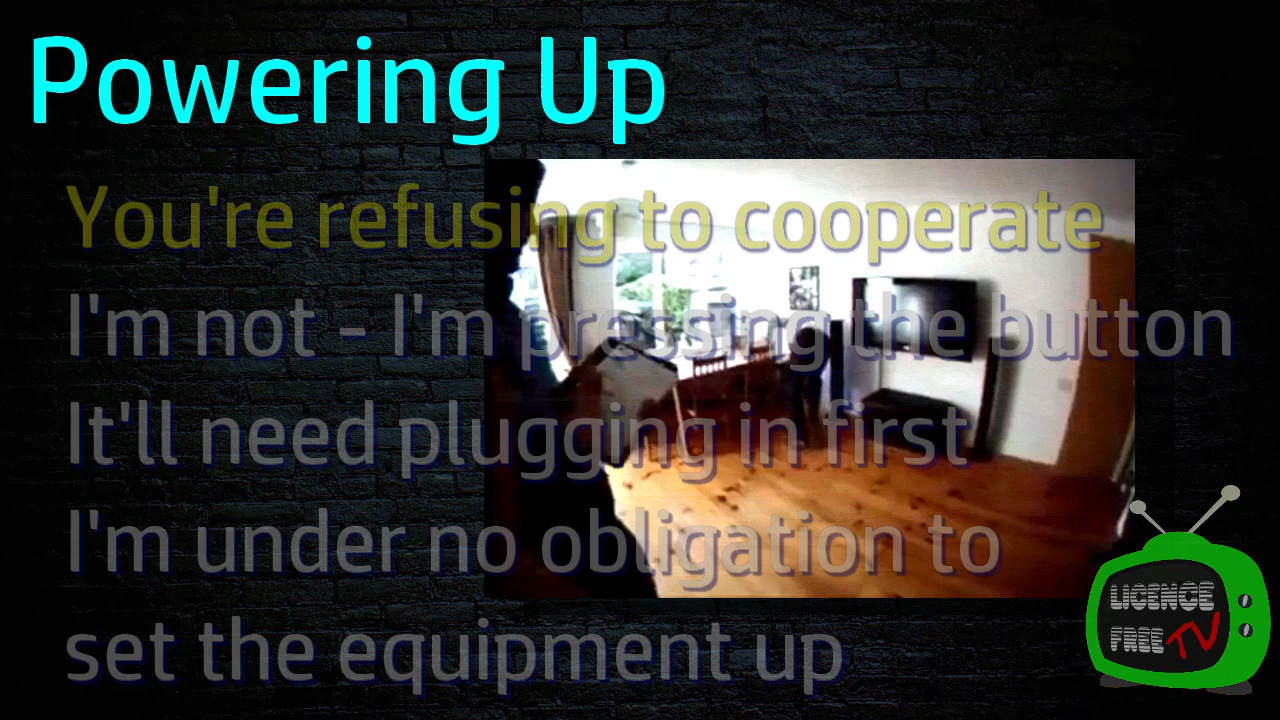 Powering Up
You're refusing to cooperate
I'm not - I'm pressing the button
It'll need plugging in first
I'm under no obligation to
set the equipment up
LICENCE
FREE TV